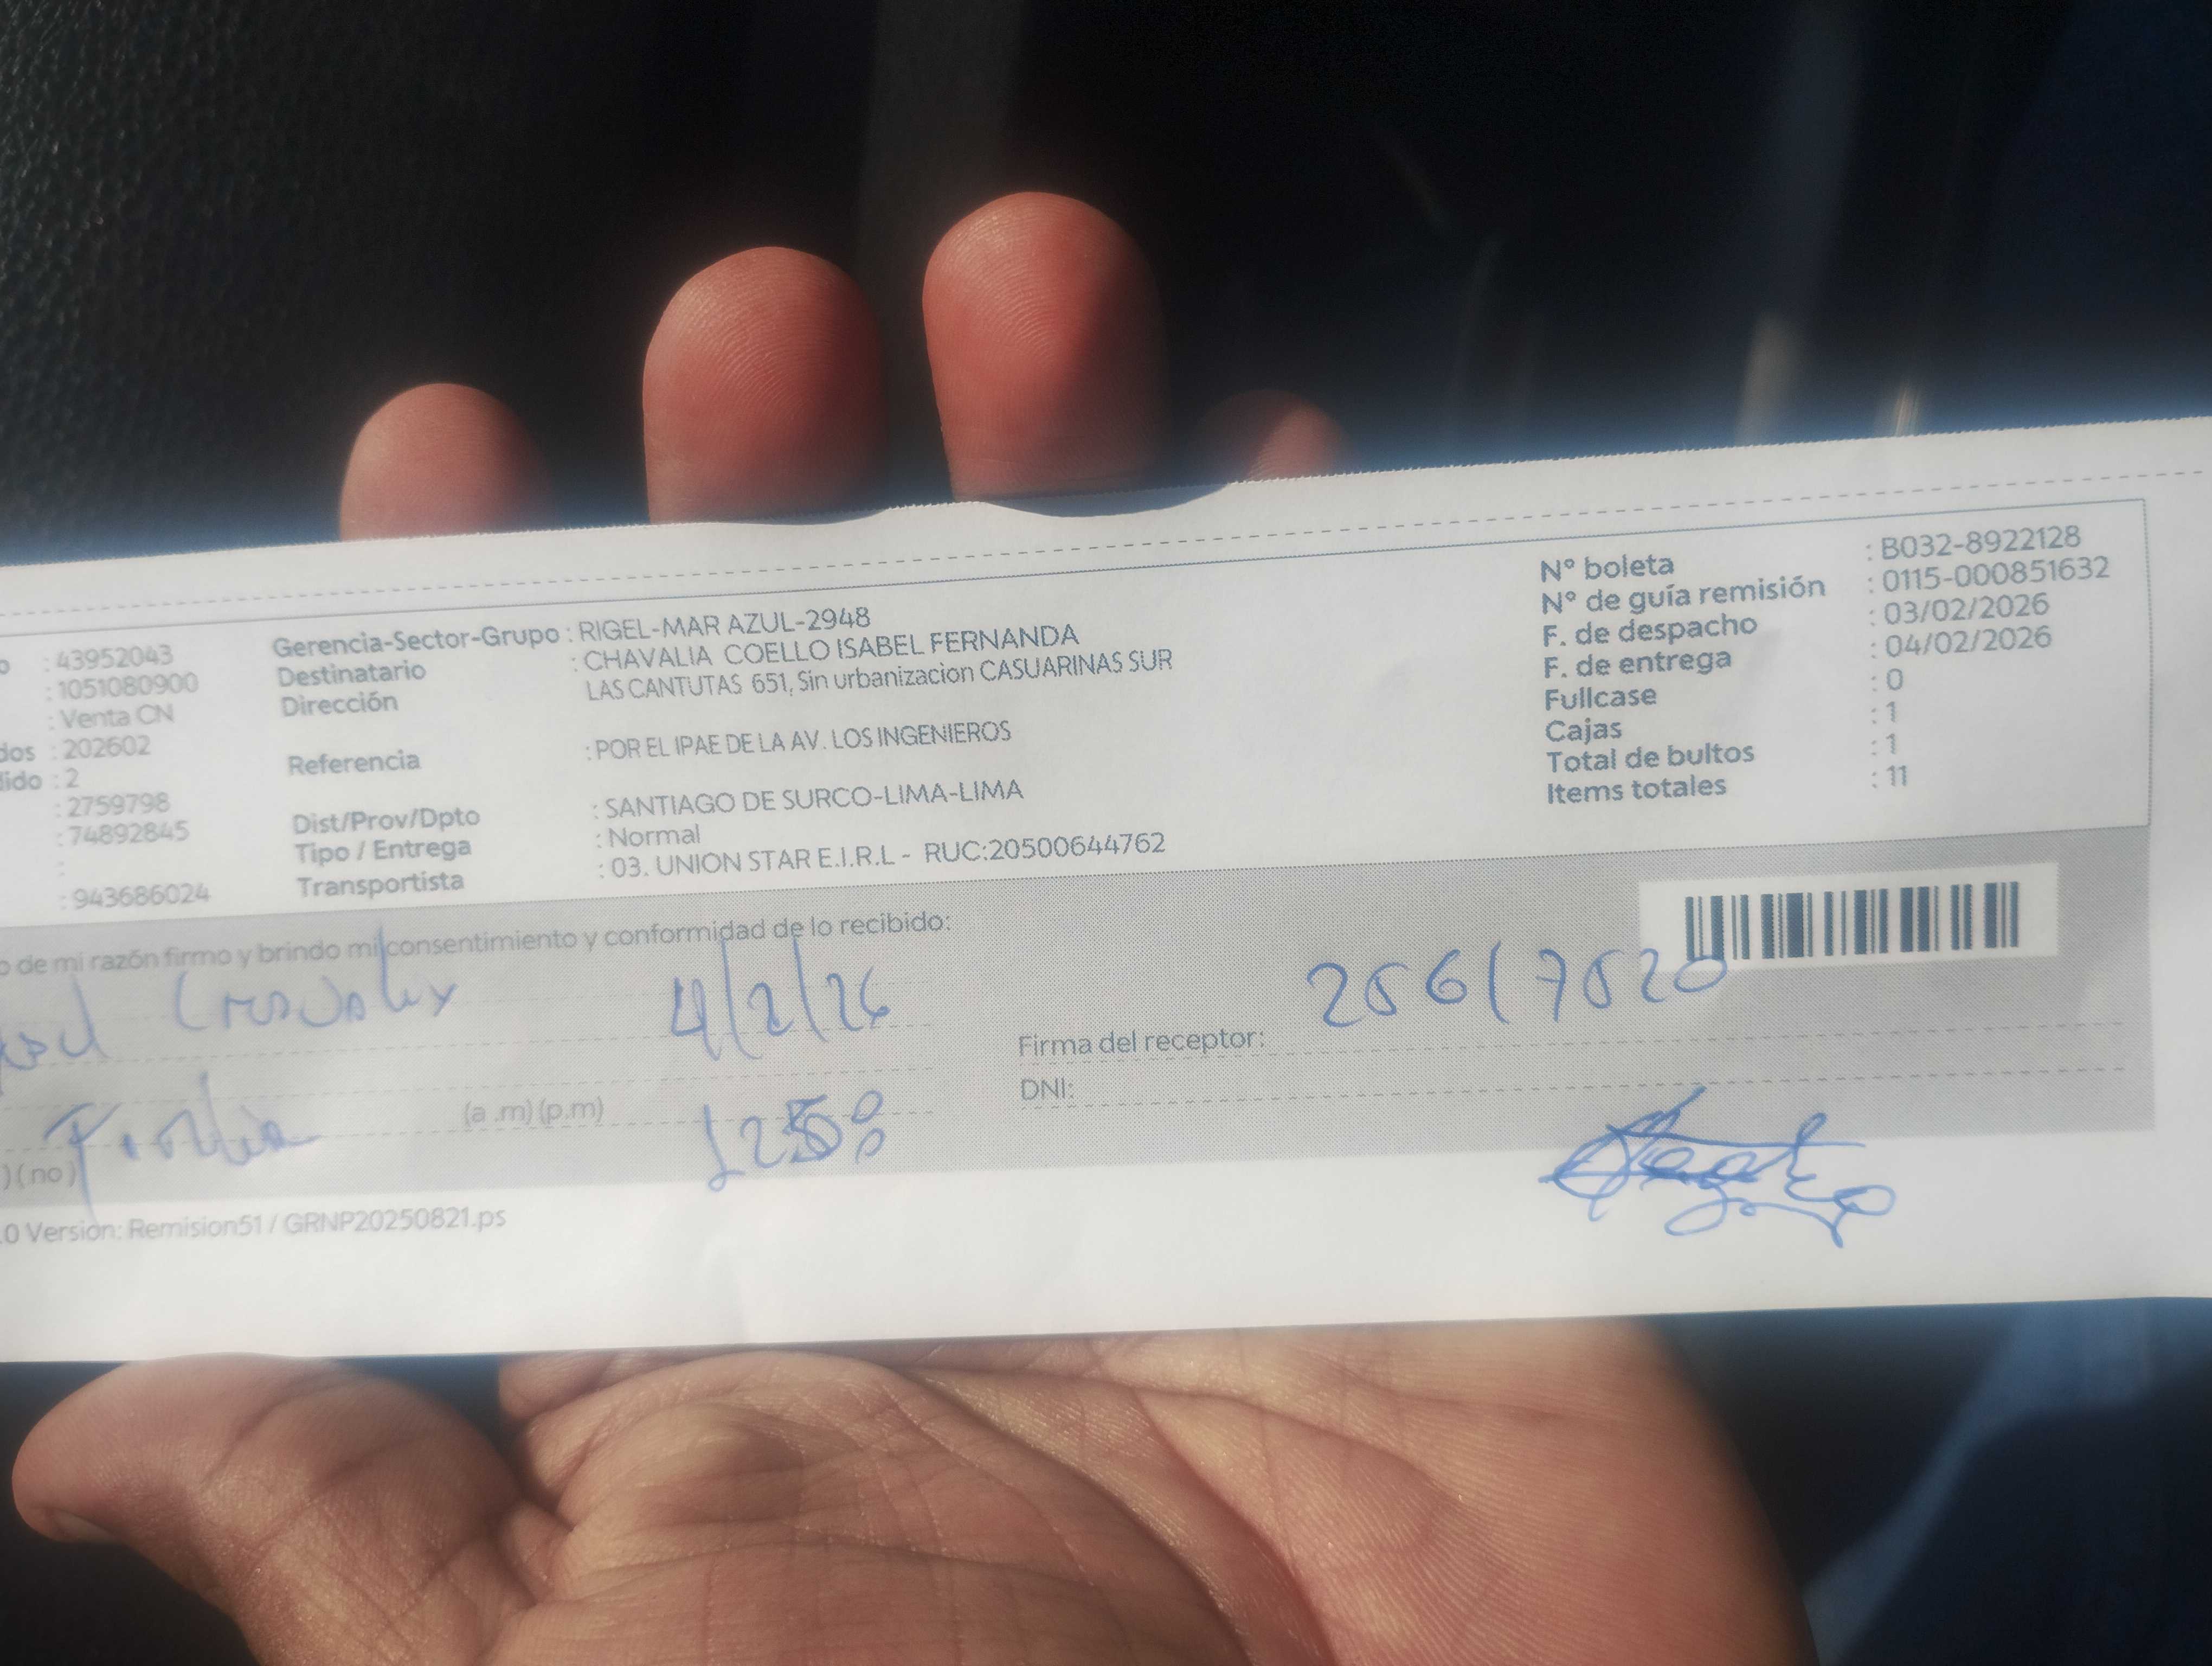 Gerencia-Sector-Grupo : RIGEL-MAR AZUL-2948
Destinatario : CHAVALIA COELLO ISABEL FERNANDA
Dirección LAS CANTUTAS 651, Sin urbanizacion CASUARINAS SUR
Referencia : POR EL IPAE DE LA AV. LOS INGENIEROS
Dist/Prov/Dpto : SANTIAGO DE SURCO-LIMA-LIMA
Tipo / Entrega : Normal
Transportista : 03. UNION STAR E.I.R.L - RUC:20500644762
o : 43952043
: 1051080900
: Venta CN
dos : 202602
dido : 2
: 2759798
: 74892845
:
: 943686024
Nº boleta : B032-8922128
Nº de guía remisión : 0115-000851632
F. de despacho : 03/02/2026
F. de entrega : 04/02/2026
Fullcase : 0
Cajas : 1
Total de bultos : 1
Items totales : 11
o de mi razón firmo y brindo mi consentimiento y conformidad de lo recibido:
4/2/26
Firma del receptor:
DNI:
(a .m) (p.m)
) ( no )
.0 Version: Remision51 / GRNP20250821.ps